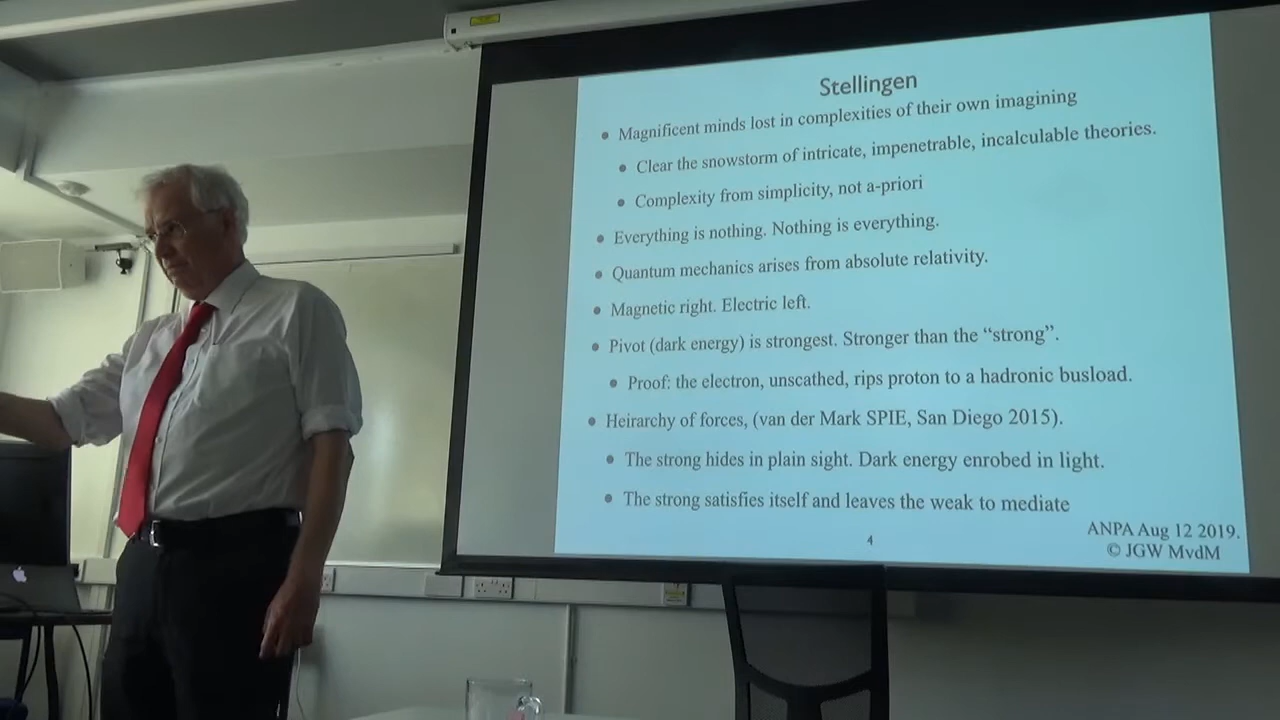 Stellingen
Magnificent minds lost in complexities of their own imagining
Clear the snowstorm of intricate, impenetrable, incalculable theories.
Complexity from simplicity, not a-priori
Everything is nothing. Nothing is everything.
Quantum mechanics arises from absolute relativity.
Magnetic right. Electric left.
Pivot (dark energy) is strongest. Stronger than the “strong”.
Proof: the electron, unscathed, rips proton to a hadronic busload.
Heirarchy of forces, (van der Mark SPIE, San Diego 2015).
The strong hides in plain sight. Dark energy enrobed in light.
The strong satisfies itself and leaves the weak to mediate
4
ANPA Aug 12 2019.
© JGW MvdM